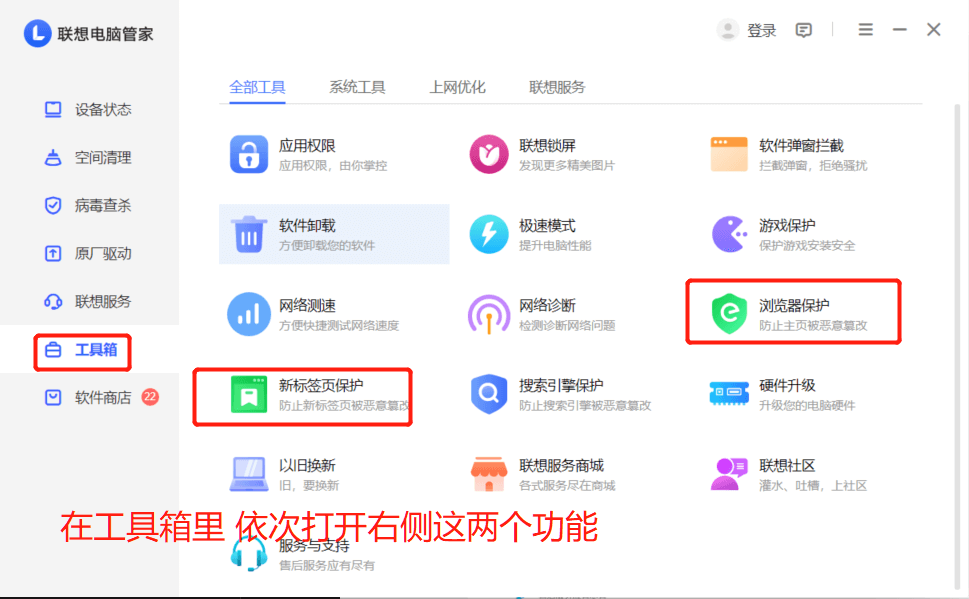 联想电脑管家
登录
设备状态
空间清理
病毒查杀
原厂驱动
联想服务
工具箱
软件商店 22
全部工具 系统工具 上网优化 联想服务
应用权限
应用权限，由你掌控
联想锁屏
发现更多精美图片
软件弹窗拦截
拦截弹窗，拒绝骚扰
软件卸载
方便卸载您的软件
极速模式
提升电脑性能
游戏保护
保护游戏安装安全
网络测速
方便快捷测试网络速度
网络诊断
检测诊断网络问题
浏览器保护
防止主页被恶意篡改
新标签页保护
防止新标签页被恶意篡改
搜索引擎保护
防止搜索引擎被恶意篡改
硬件升级
升级您的电脑硬件
以旧换新
旧，要换新
联想服务商城
各式服务尽在商城
联想社区
灌水、吐槽，上社区
在工具箱里 依次打开右侧这两个功能
服务与支持
售后服务应有尽有